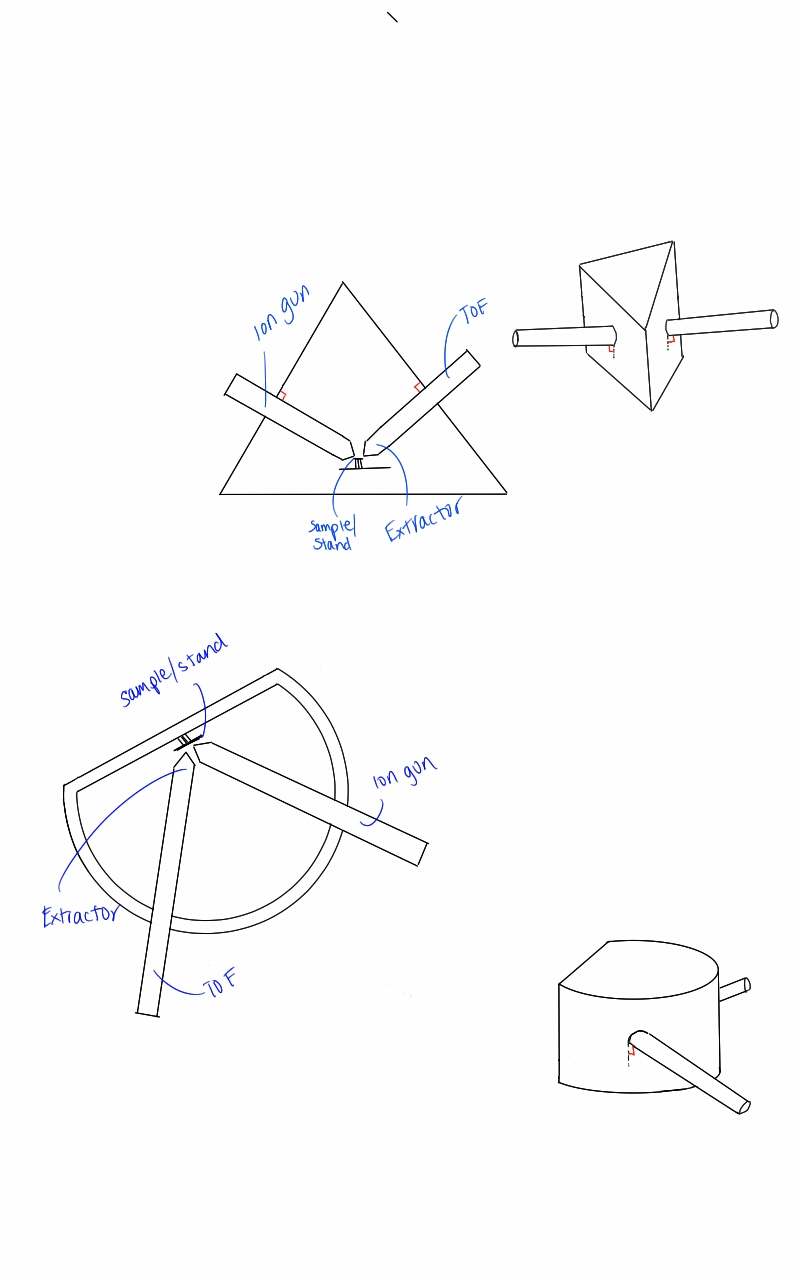 Ion gun
TOF
Sample/
Stand
Extractor
sample/stand
Ion gun
Extractor
TOF